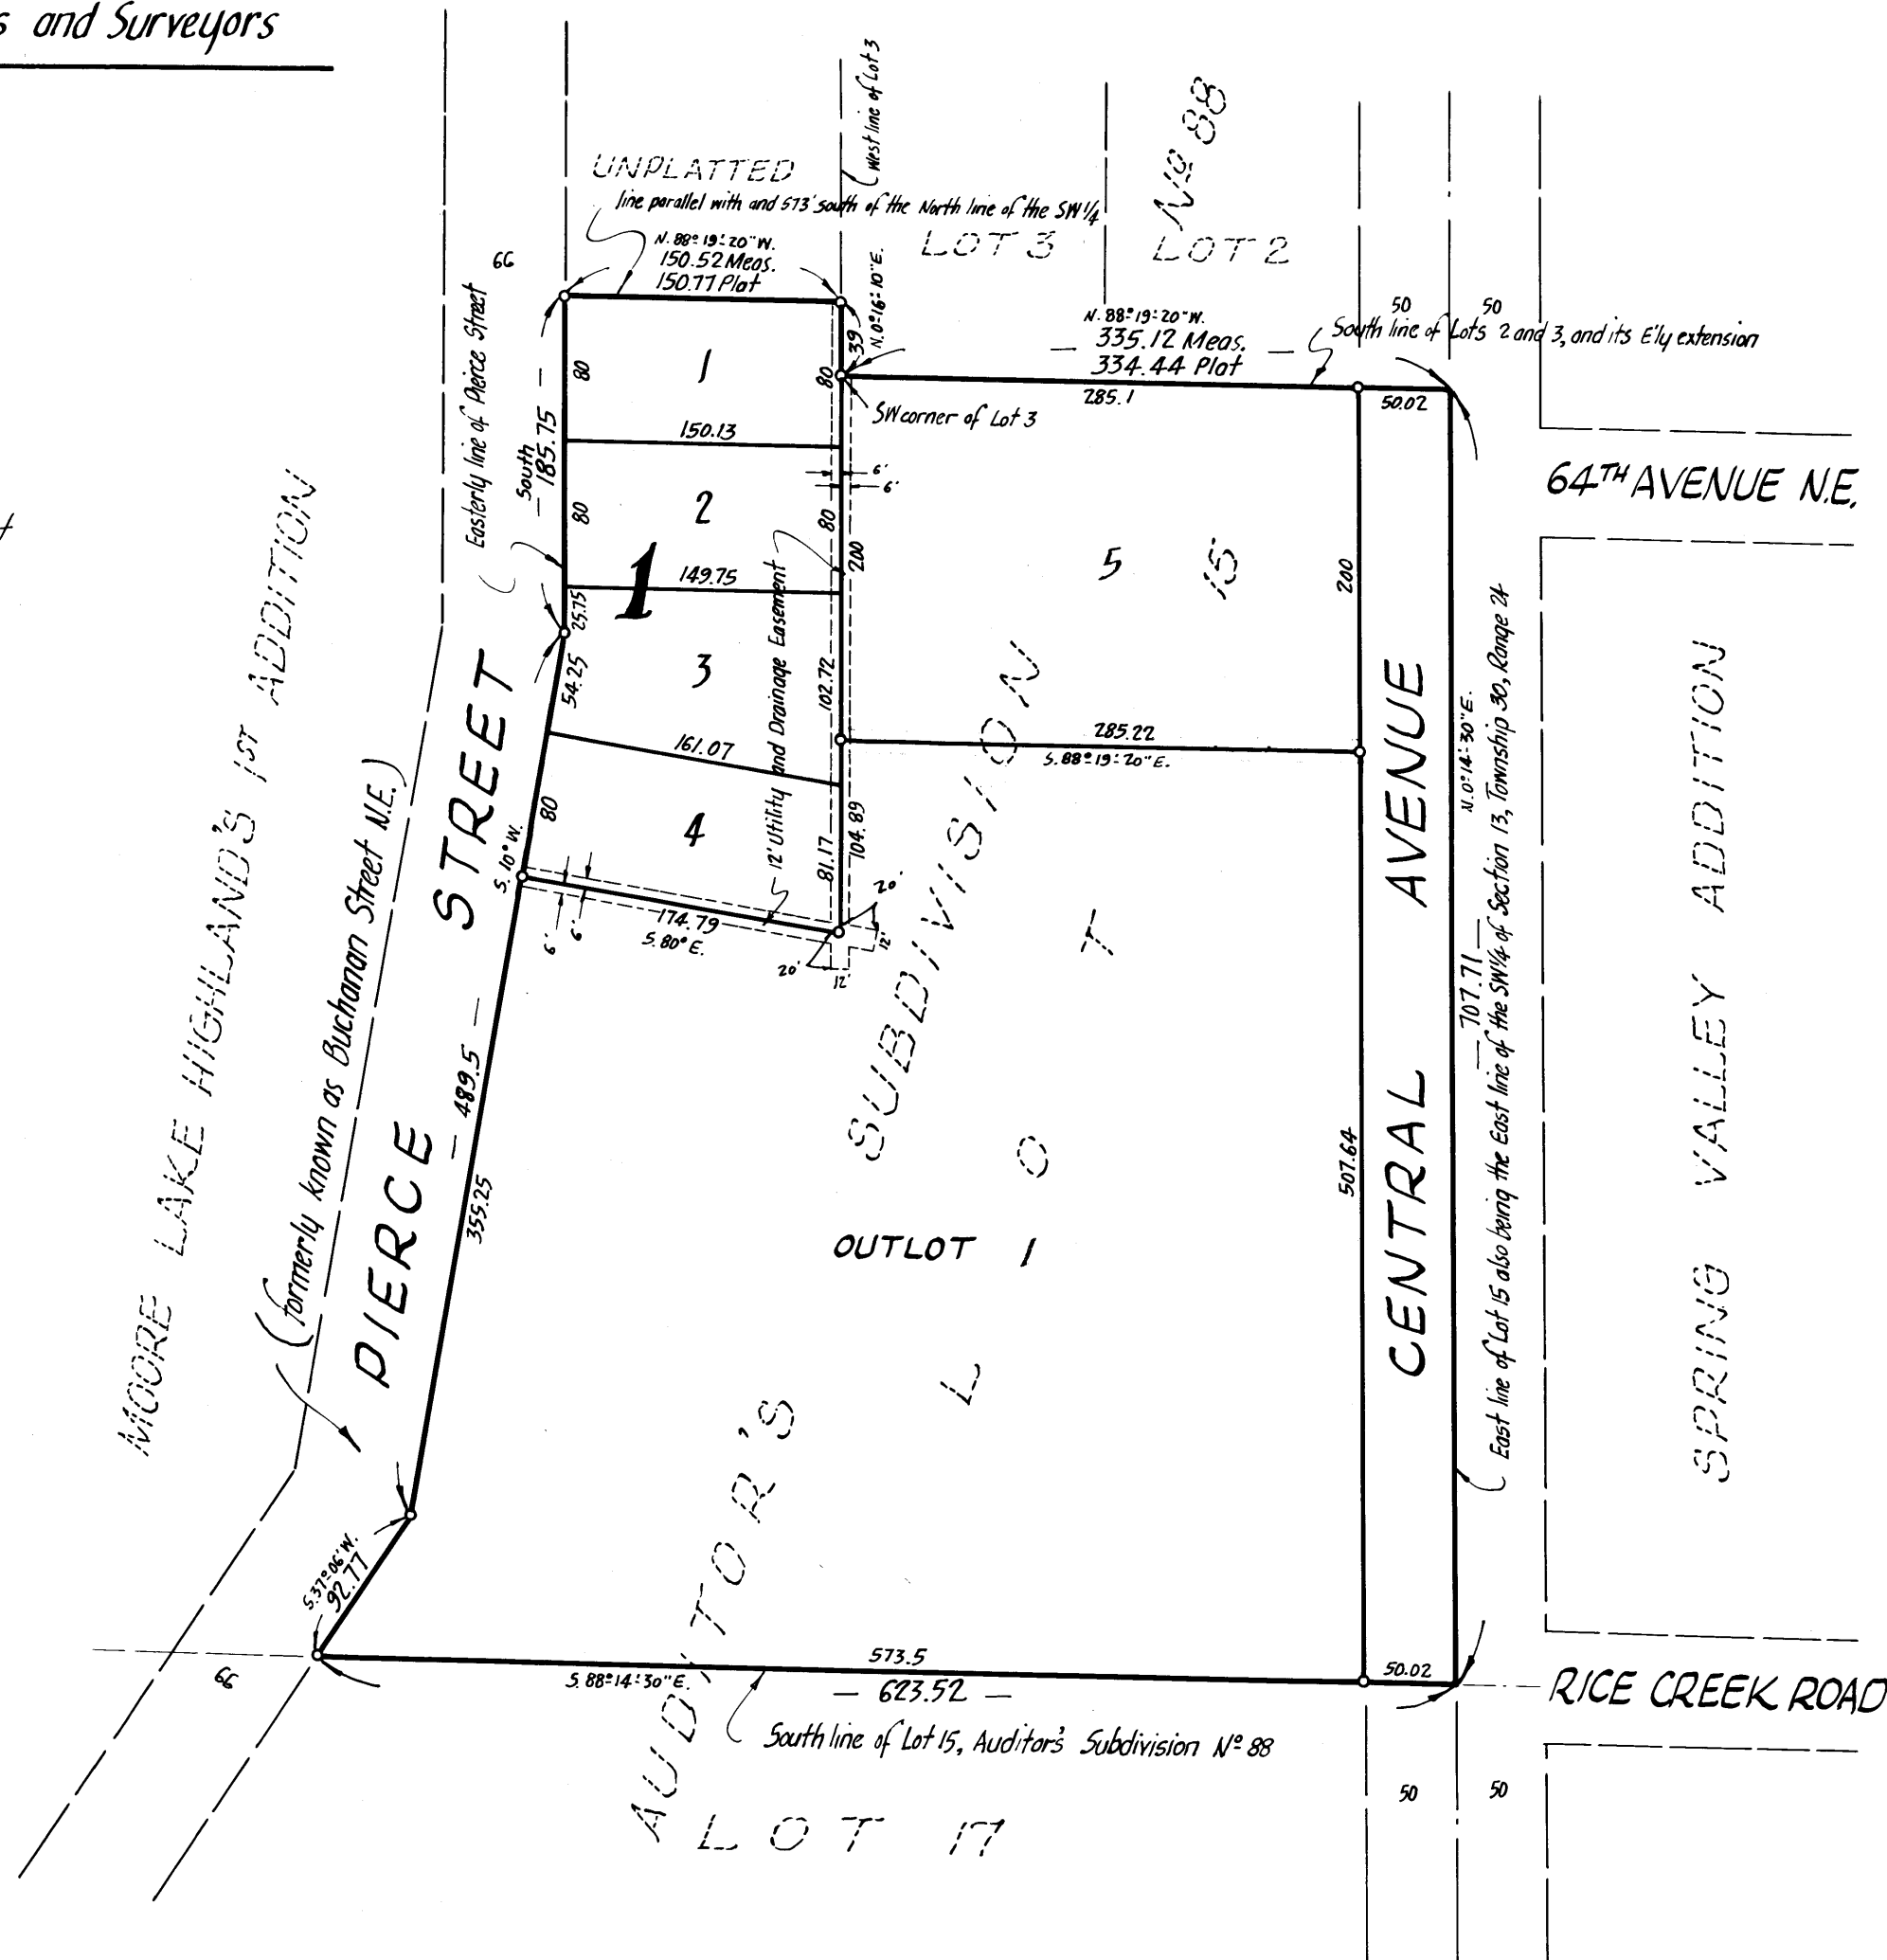 and Surveyors
UNPLATTED
line parallel with and 573' south of the North line of the SW 1/4
West line of Lot 3
LOT 3
LOT 2
Nº 88
66
N. 88°-19'-20" W.
150.52 Meas.
150.77 Plat
N. 0°-16'-10" E.
39
N. 88°-19'-20" W.
— 335.12 Meas. —
334.44 Plat
50
50
South line of Lots 2 and 3, and its E'ly extension
285.1
50.02
SW corner of Lot 3
Easterly line of Pierce Street
South
— 185.75 —
80
1
80
150.13
80
2
80
6'
6'
200
149.75
1
25.75
54.25
3
102.72
12' Utility and Drainage Easement
161.07
80
4
81.17
104.89
S. 10° W.
174.79
S. 80° E.
6'
6'
20'
12'
20'
12'
5
15
200
285.22
S. 88°-19'-20" E.
64TH AVENUE N.E.
MOORE LAKE HIGHLAND'S 1ST ADDITION
(formerly known as Buchanan Street N.E.)
PIERCE STREET
— 489.5 —
355.25
S. 37°-06' W.
92.77
66
AUDITOR'S SUBDIVISION
LOT
OUTLOT 1
507.64
CENTRAL AVENUE
N. 0°-14'-30" E.
— 707.71 —
East line of Lot 15 also being the East line of the SW 1/4 of Section 13, Township 30, Range 24
SPRING VALLEY ADDITION
573.5
50.02
S. 88°-14'-30" E.
— 623.52 —
RICE CREEK ROAD
South line of Lot 15, Auditor's Subdivision Nº 88
50
50
LOT 17